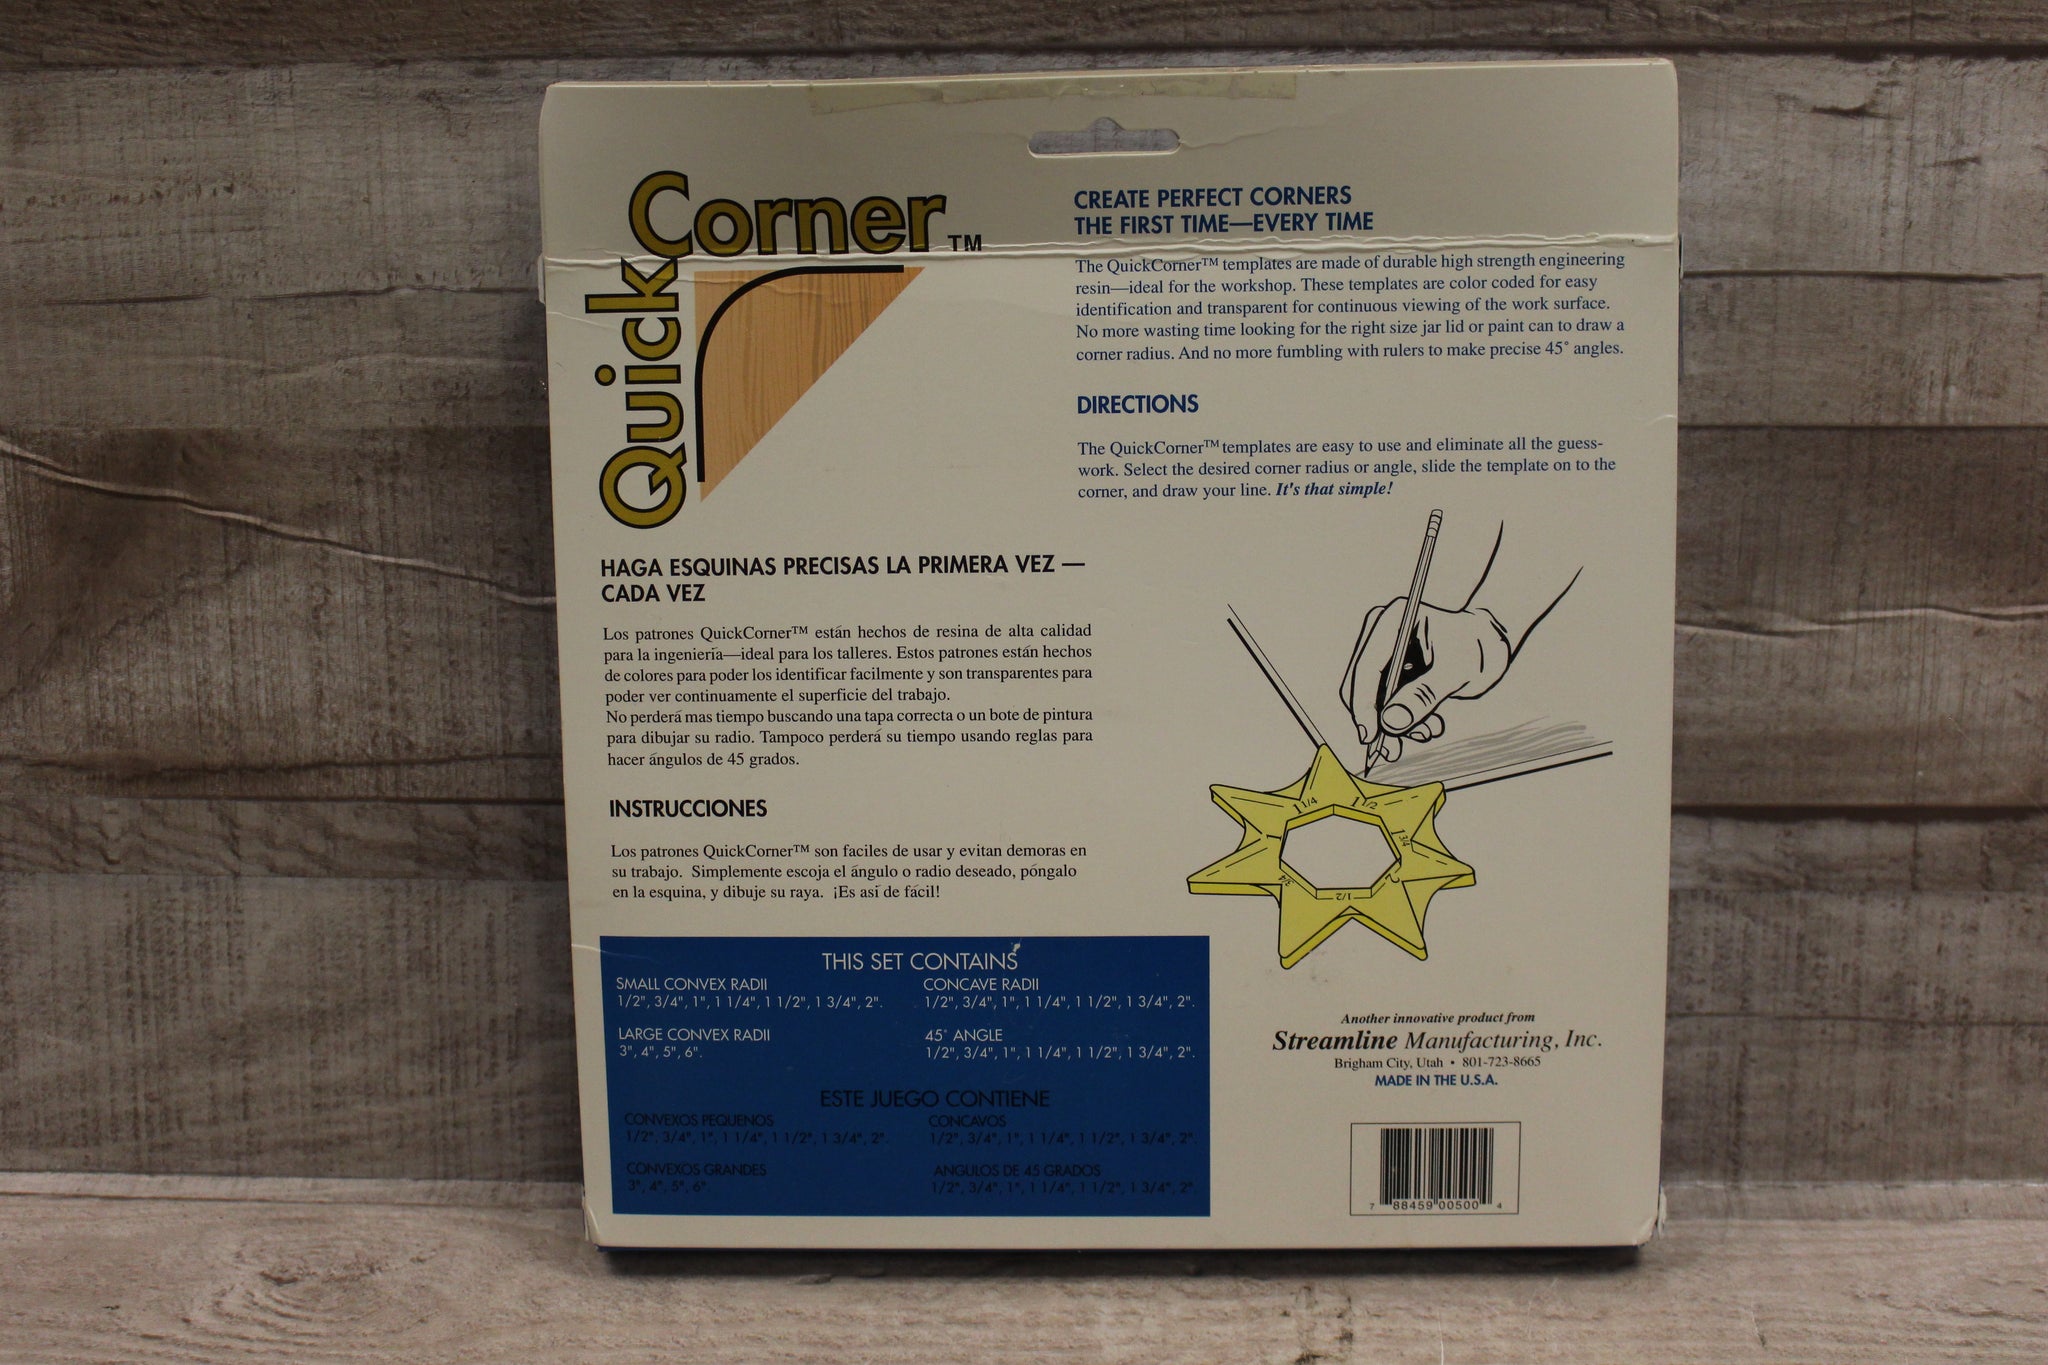 QuickCorner™
CREATE PERFECT CORNERS
THE FIRST TIME—EVERY TIME
The QuickCorner™ templates are made of durable high strength engineering
resin—ideal for the workshop. These templates are color coded for easy
identification and transparent for continuous viewing of the work surface.
No more wasting time looking for the right size jar lid or paint can to draw a
corner radius. And no more fumbling with rulers to make precise 45° angles.
DIRECTIONS
The QuickCorner™ templates are easy to use and eliminate all the guess-
work. Select the desired corner radius or angle, slide the template on to the
corner, and draw your line. It's that simple!
HAGA ESQUINAS PRECISAS LA PRIMERA VEZ —
CADA VEZ
Los patrones QuickCorner™ están hechos de resina de alta calidad
para la ingenieria—ideal para los talleres. Estos patrones están hechos
de colores para poder los identificar facilmente y son transparentes para
poder ver continuamente el superficie del trabajo.
No perderá mas tiempo buscando una tapa correcta o un bote de pintura
para dibujar su radio. Tampoco perderá su tiempo usando reglas para
hacer ángulos de 45 grados.
INSTRUCCIONES
Los patrones QuickCorner™ son faciles de usar y evitan demoras en
su trabajo. Simplemente escoja el ángulo o radio deseado, póngalo
en la esquina, y dibuje su raya. ¡Es así de fácil!
1 1/4
1 1/2
1
1 3/4
3/4
1/2
2
THIS SET CONTAINS
SMALL CONVEX RADII
1/2", 3/4", 1", 1 1/4", 1 1/2", 1 3/4", 2".
CONCAVE RADII
1/2", 3/4", 1", 1 1/4", 1 1/2", 1 3/4", 2".
LARGE CONVEX RADII
3", 4", 5", 6".
45° ANGLE
1/2", 3/4", 1", 1 1/4", 1 1/2", 1 3/4", 2".
ESTE JUEGO CONTIENE
CONVEXOS PEQUENOS
1/2", 3/4", 1", 1 1/4", 1 1/2", 1 3/4", 2".
CONCAVOS
1/2", 3/4", 1", 1 1/4", 1 1/2", 1 3/4", 2".
CONVEXOS GRANDES
3", 4", 5", 6".
ANGULOS DE 45 GRADOS
1/2", 3/4", 1", 1 1/4", 1 1/2", 1 3/4", 2".
Another innovative product from
Streamline Manufacturing, Inc.
Brigham City, Utah • 801-723-8665
MADE IN THE U.S.A.
7 88459 00500 4